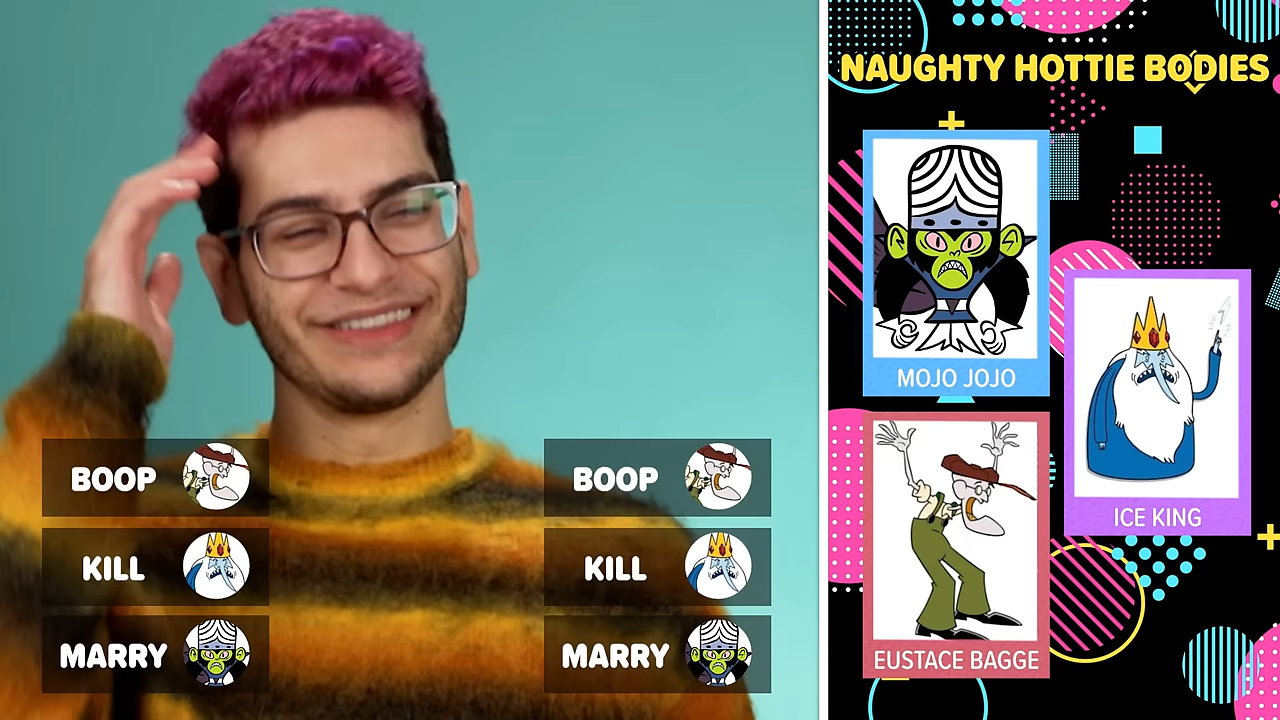 NAUGHTY HOTTIE BODIES
MOJO JOJO
ICE KING
EUSTACE BAGGE
BOOP
KILL
MARRY
BOOP
KILL
MARRY